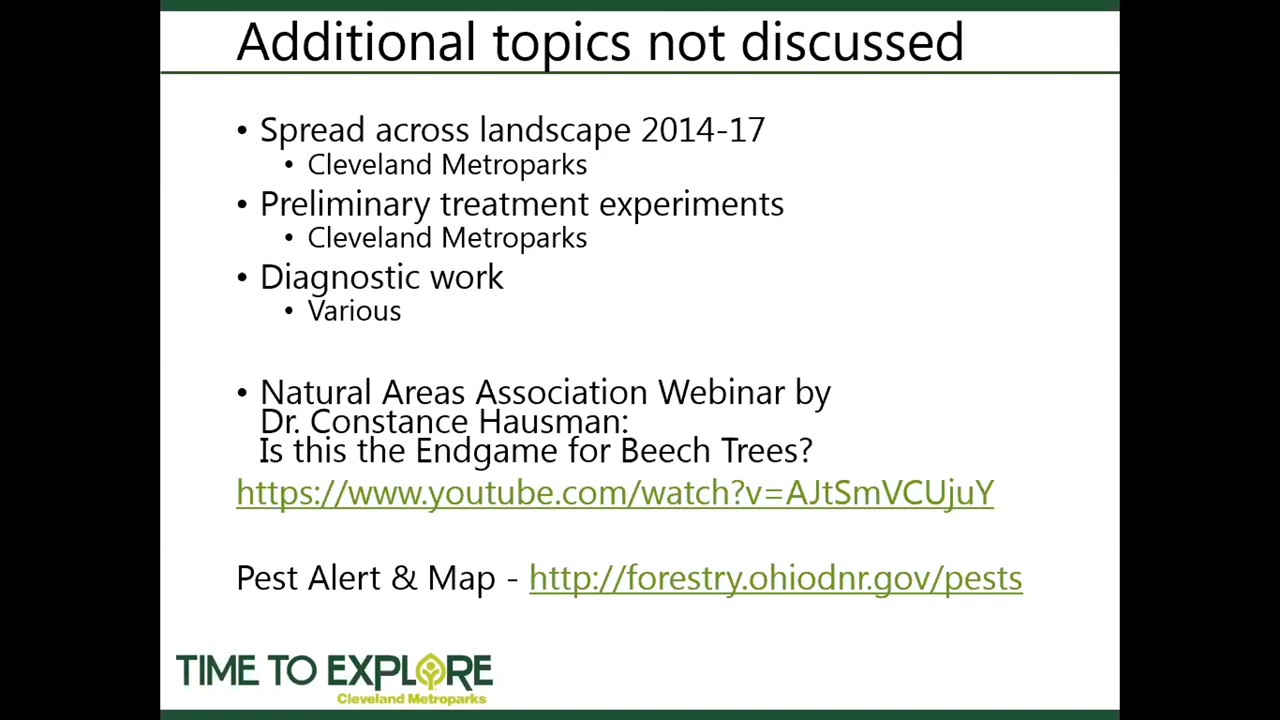 Additional topics not discussed
• Spread across landscape 2014-17
• Cleveland Metroparks
• Preliminary treatment experiments
• Cleveland Metroparks
• Diagnostic work
• Various
• Natural Areas Association Webinar by
Dr. Constance Hausman:
Is this the Endgame for Beech Trees?
https://www.youtube.com/watch?v=AJtSmVCUjuY
Pest Alert & Map - http://forestry.ohiodnr.gov/pests
TIME TO EXPLORE
Cleveland Metroparks